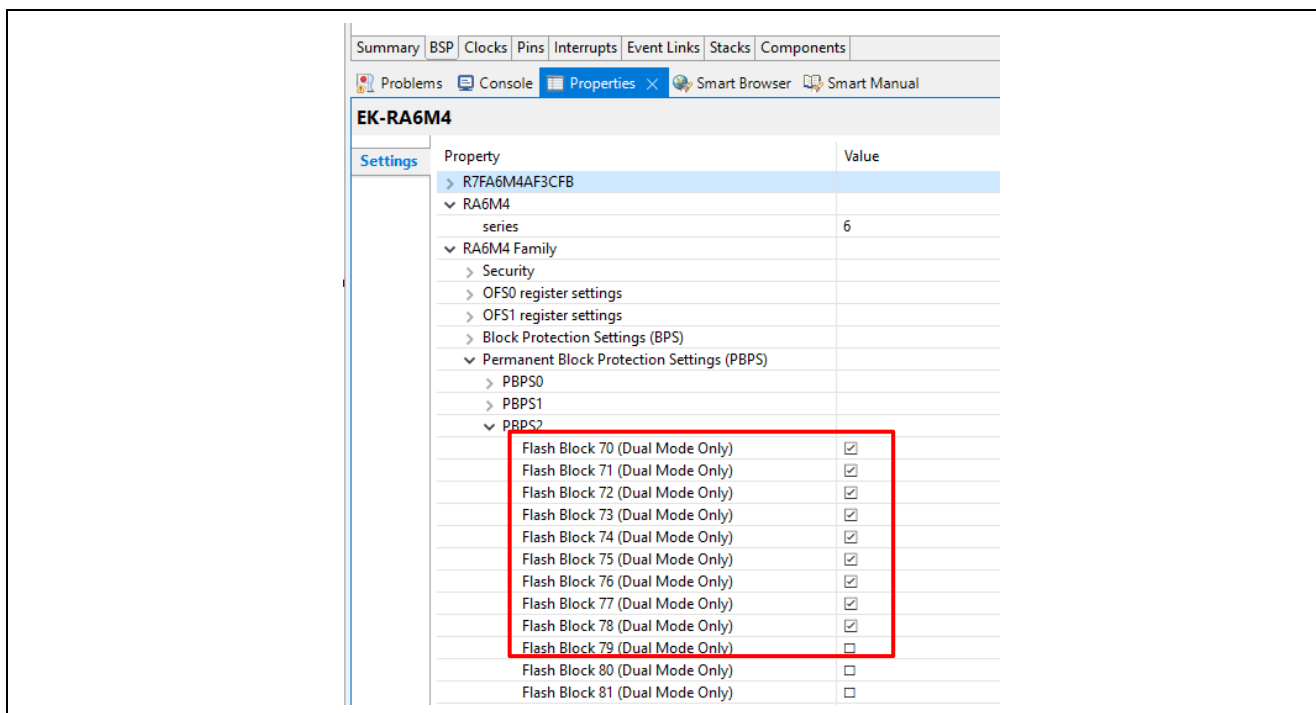 Summary BSP Clocks Pins Interrupts Event Links Stacks Components
Problems Console Properties Smart Browser Smart Manual
EK-RA6M4
Settings Property Value
R7FA6M4AF3CFB
RA6M4
series 6
RA6M4 Family
Security
OFS0 register settings
OFS1 register settings
Block Protection Settings (BPS)
Permanent Block Protection Settings (PBPS)
PBPS0
PBPS1
PBPS2
Flash Block 70 (Dual Mode Only)
Flash Block 71 (Dual Mode Only)
Flash Block 72 (Dual Mode Only)
Flash Block 73 (Dual Mode Only)
Flash Block 74 (Dual Mode Only)
Flash Block 75 (Dual Mode Only)
Flash Block 76 (Dual Mode Only)
Flash Block 77 (Dual Mode Only)
Flash Block 78 (Dual Mode Only)
Flash Block 79 (Dual Mode Only)
Flash Block 80 (Dual Mode Only)
Flash Block 81 (Dual Mode Only)